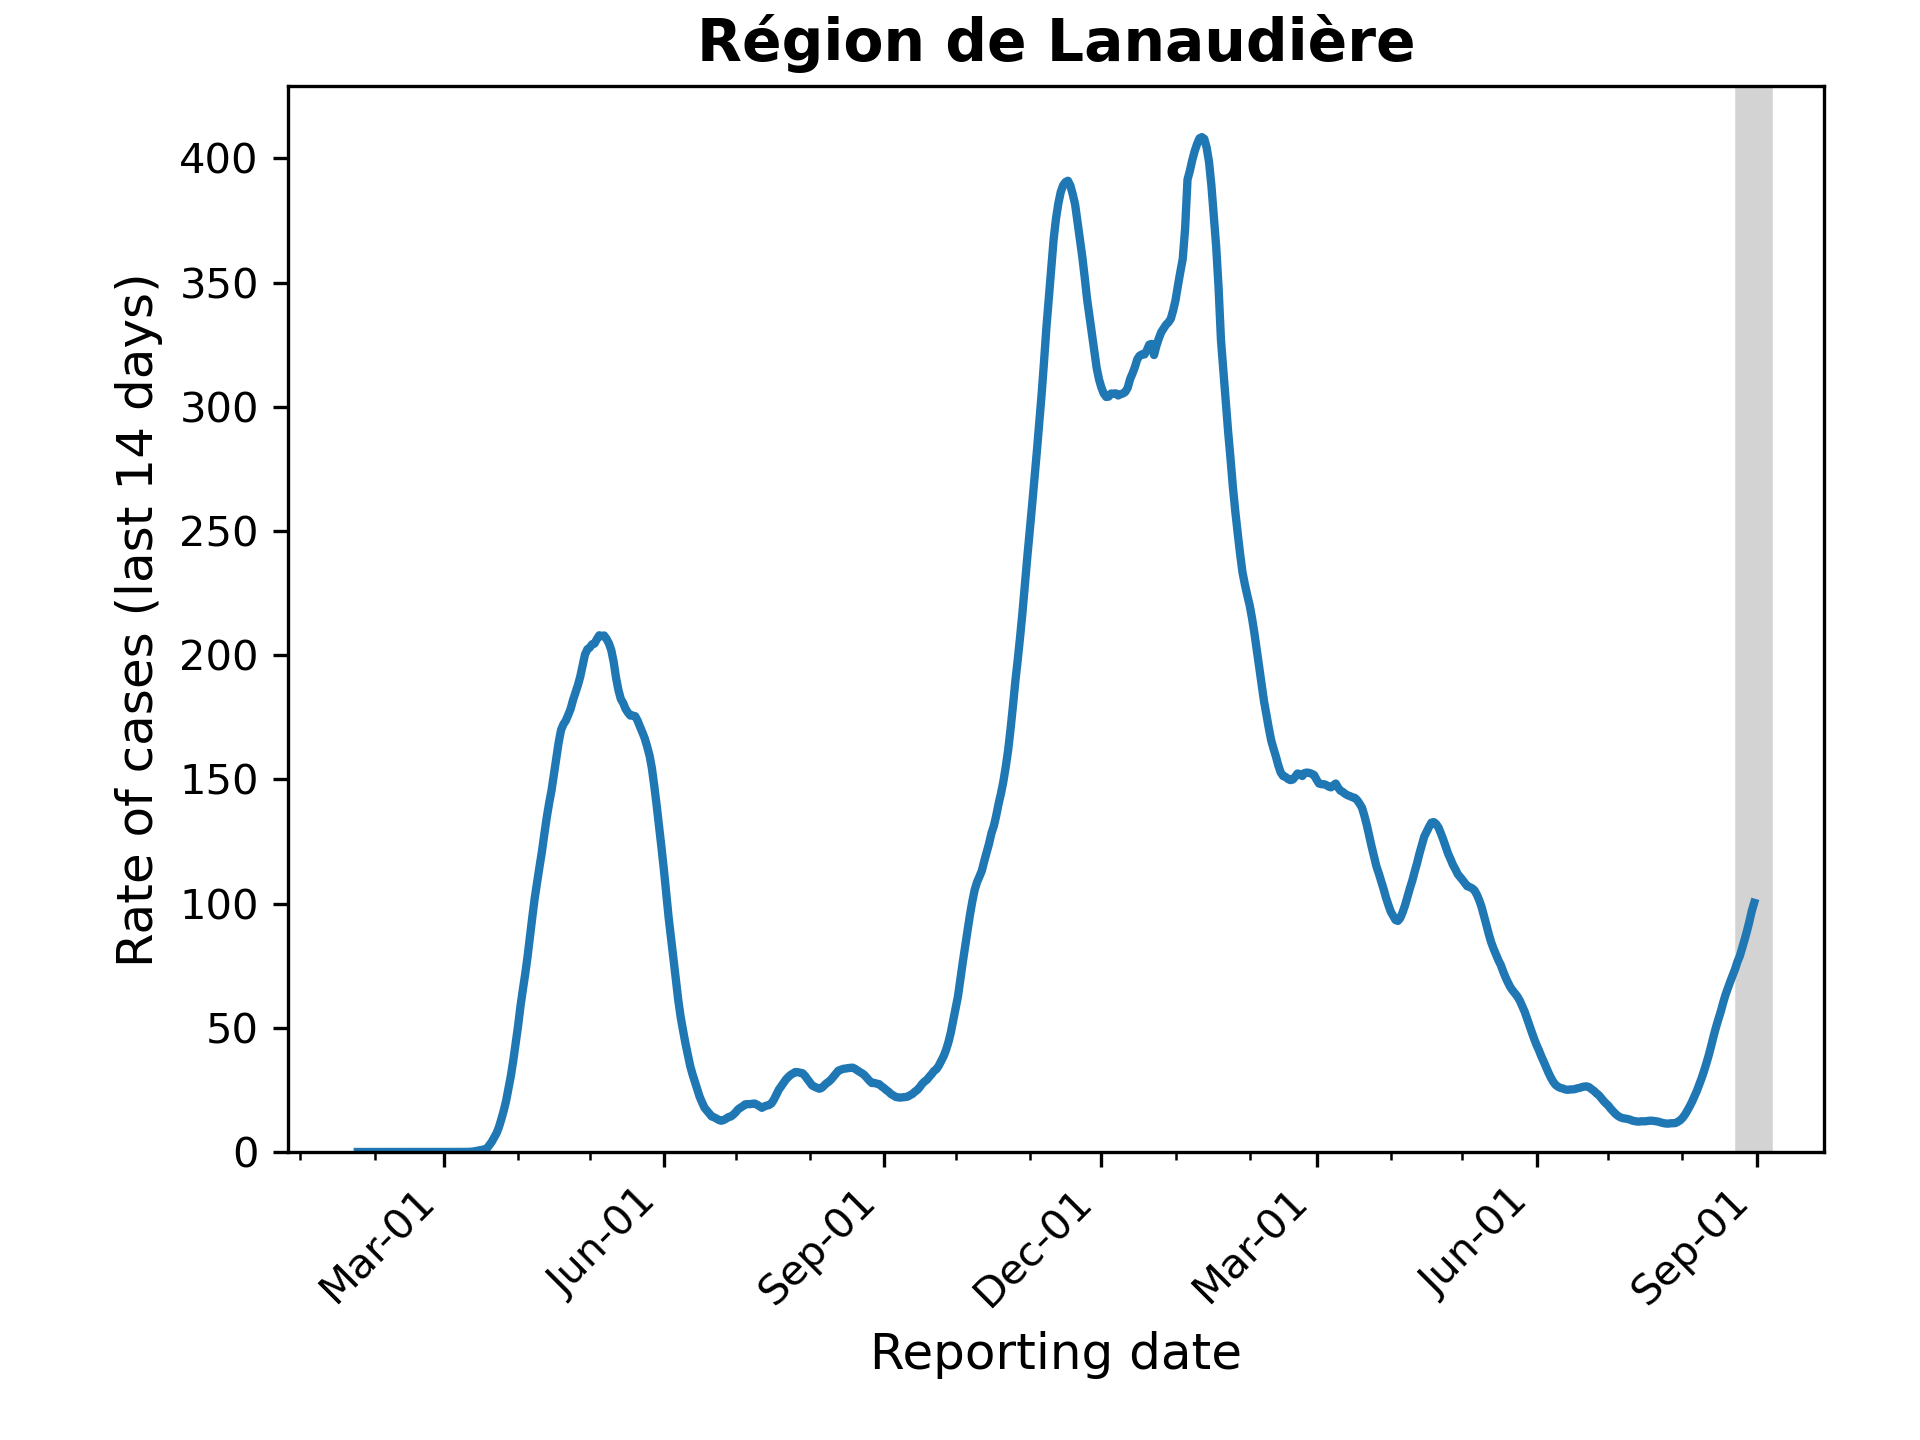 Région de Lanaudière
Rate of cases (last 14 days)
400
350
300
250
200
150
100
50
0
Mar-01
Jun-01
Sep-01
Dec-01
Mar-01
Jun-01
Sep-01
Reporting date